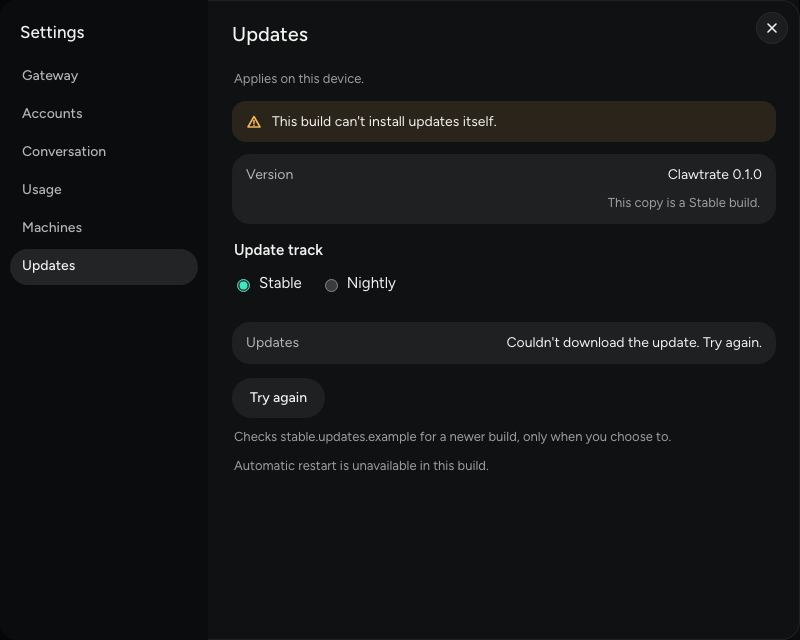 Settings
Gateway
Accounts
Conversation
Usage
Machines
Updates
Updates
Applies on this device.
This build can't install updates itself.
Version
Clawtrate 0.1.0
This copy is a Stable build.
Update track
Stable
Nightly
Updates
Couldn't download the update. Try again.
Try again
Checks stable.updates.example for a newer build, only when you choose to.
Automatic restart is unavailable in this build.